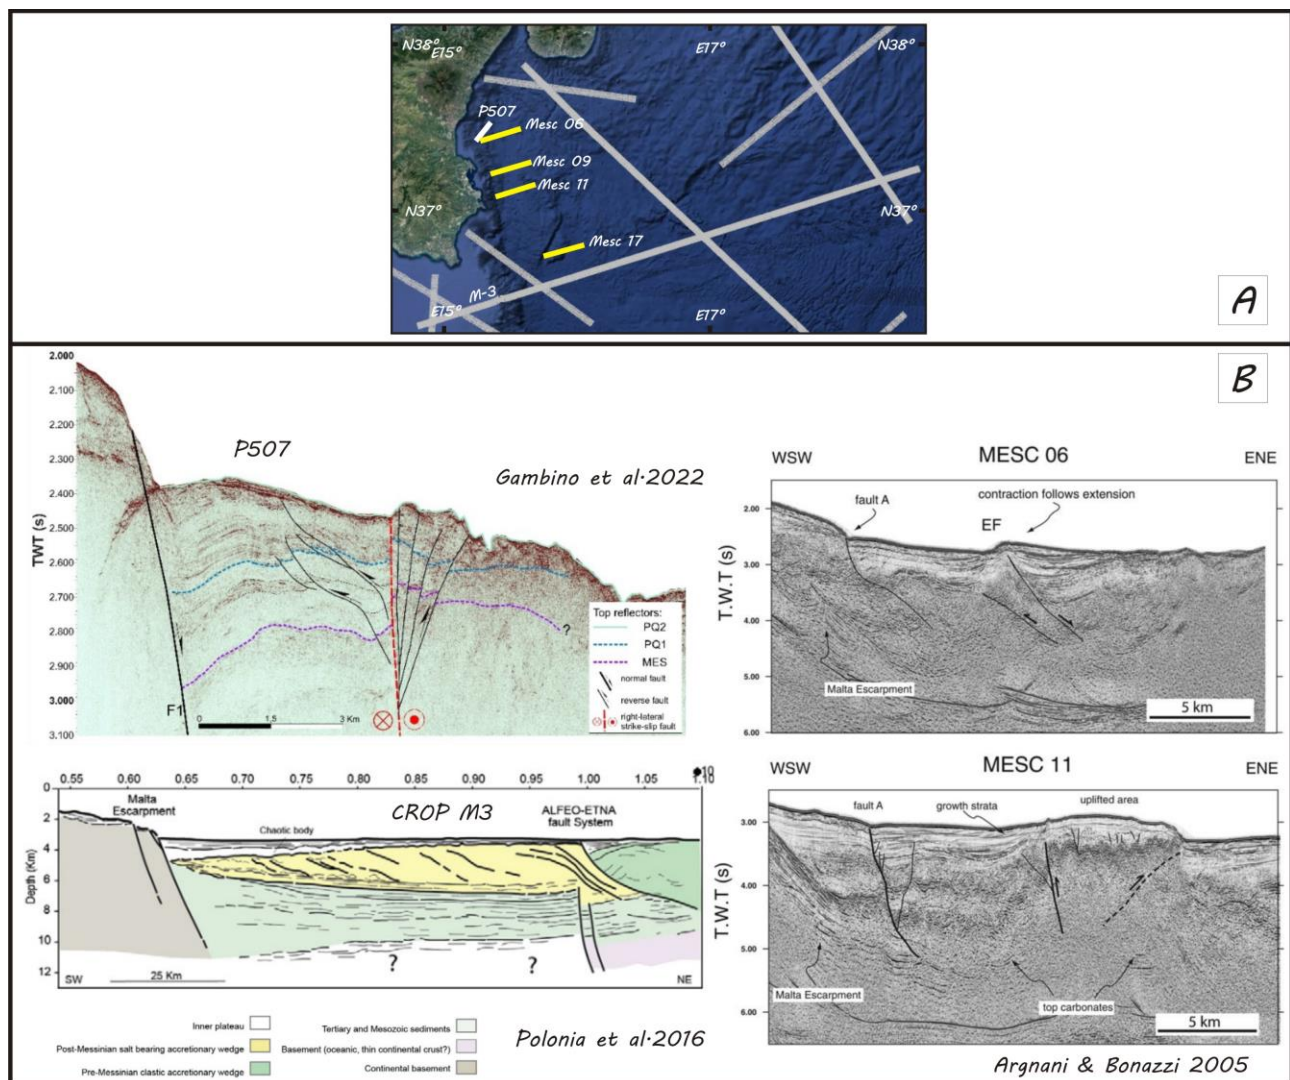 N38°
E15°
E17°
N38°
P507
Mesc 06
Mesc 09
Mesc 11
N37°
N37°
Mesc 17
M-3
E15°
E17°
A
B
2.000
2.100
2.200
2.300
2.400
2.500
2.600
2.700
2.800
2.900
3.000
3.100
TWT (s)
P507
Gambino et al.2022
F1
0
1,5
3 Km
?
Top reflectors:
PQ2
PQ1
MES
normal fault
reverse fault
right-lateral
strike-slip fault
WSW
MESC 06
ENE
fault A
contraction follows extension
EF
2.00
3.00
4.00
5.00
6.00
T.W.T (s)
Malta Escarpment
5 km
0.55
0.60
0.65
0.70
0.75
0.80
0.85
0.90
0.95
1.00
1.05
1.10
10
Malta
Escarpment
CROP M3
ALFEO-ETNA
fault System
Chaotic body
0
2
4
6
8
10
12
Depth(Km)
?
?
SW
25 Km
NE
Inner plateau
Post-Messinian salt bearing accretionary wedge
Pre-Messinian clastic accretionary wedge
Tertiary and Mesozoic sediments
Basement (oceanic, thin continental crust?)
Continental basement
Polonia et al.2016
WSW
MESC 11
ENE
fault A
growth strata
uplifted area
3.00
4.00
5.00
6.00
T.W.T (s)
Malta Escarpment
top carbonates
5 km
Argnani & Bonazzi 2005